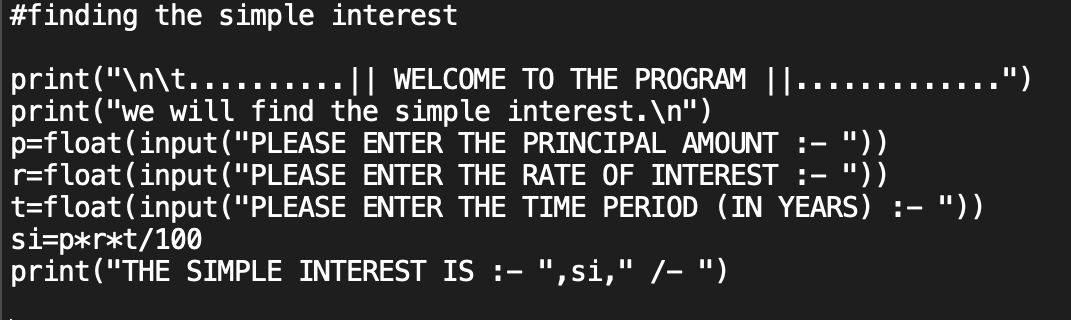 #finding the simple interest
print("\n\t..........|| WELCOME TO THE PROGRAM ||.............")
print("we will find the simple interest.\n")
p=float(input("PLEASE ENTER THE PRINCIPAL AMOUNT :- "))
r=float(input("PLEASE ENTER THE RATE OF INTEREST :- "))
t=float(input("PLEASE ENTER THE TIME PERIOD (IN YEARS) :- "))
si=p*r*t/100
print("THE SIMPLE INTEREST IS :- ",si," /- ")